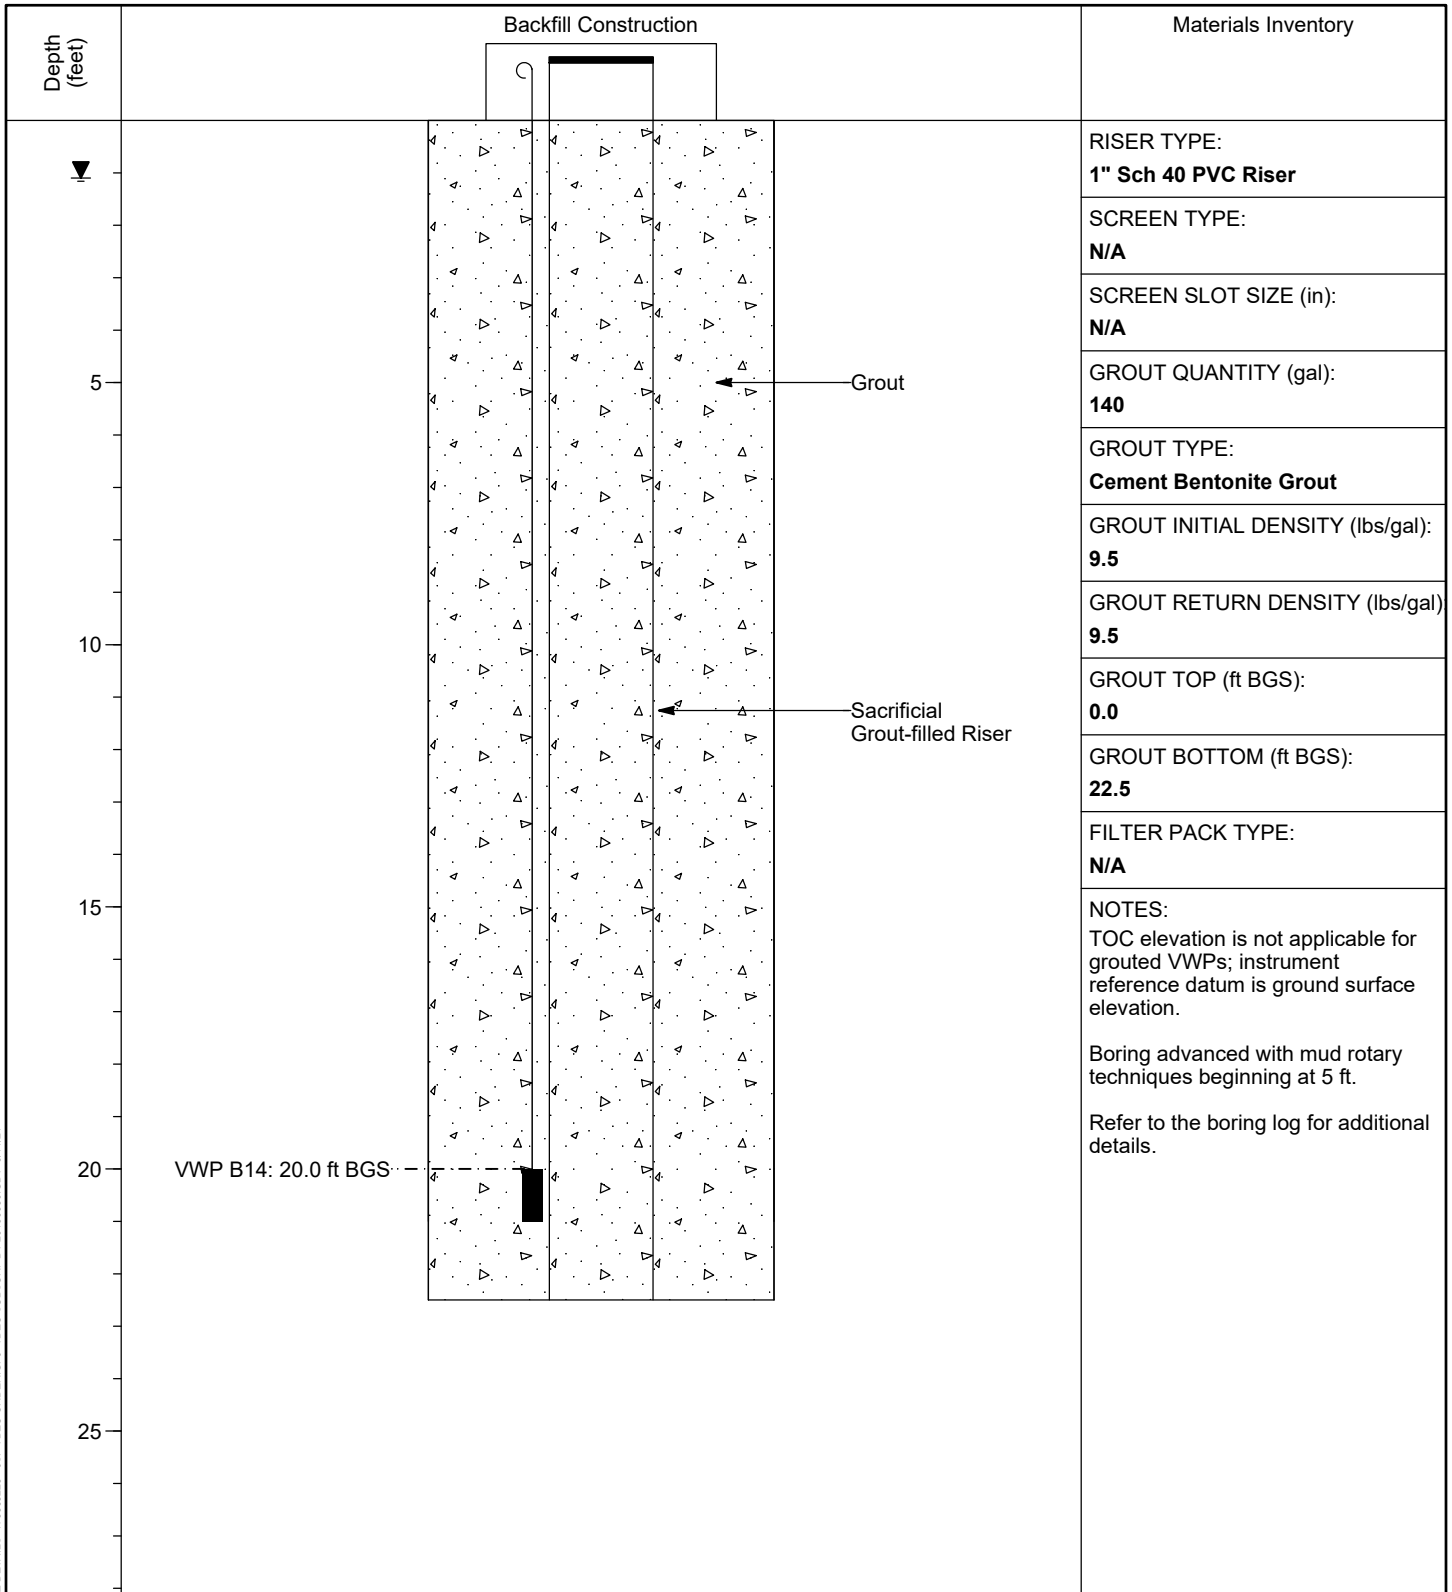 Depth
(feet)
Backfill Construction
Materials Inventory
RISER TYPE:
1" Sch 40 PVC Riser
SCREEN TYPE:
N/A
SCREEN SLOT SIZE (in):
N/A
GROUT QUANTITY (gal):
140
GROUT TYPE:
Cement Bentonite Grout
GROUT INITIAL DENSITY (lbs/gal):
9.5
GROUT RETURN DENSITY (lbs/gal):
9.5
GROUT TOP (ft BGS):
0.0
GROUT BOTTOM (ft BGS):
22.5
FILTER PACK TYPE:
N/A
NOTES:
TOC elevation is not applicable for
grouted VWPs; instrument
reference datum is ground surface
elevation.
Boring advanced with mud rotary
techniques beginning at 5 ft.
Refer to the boring log for additional
details.
5
Grout
10
Sacrificial
Grout-filled Riser
15
20
VWP B14: 20.0 ft BGS
25